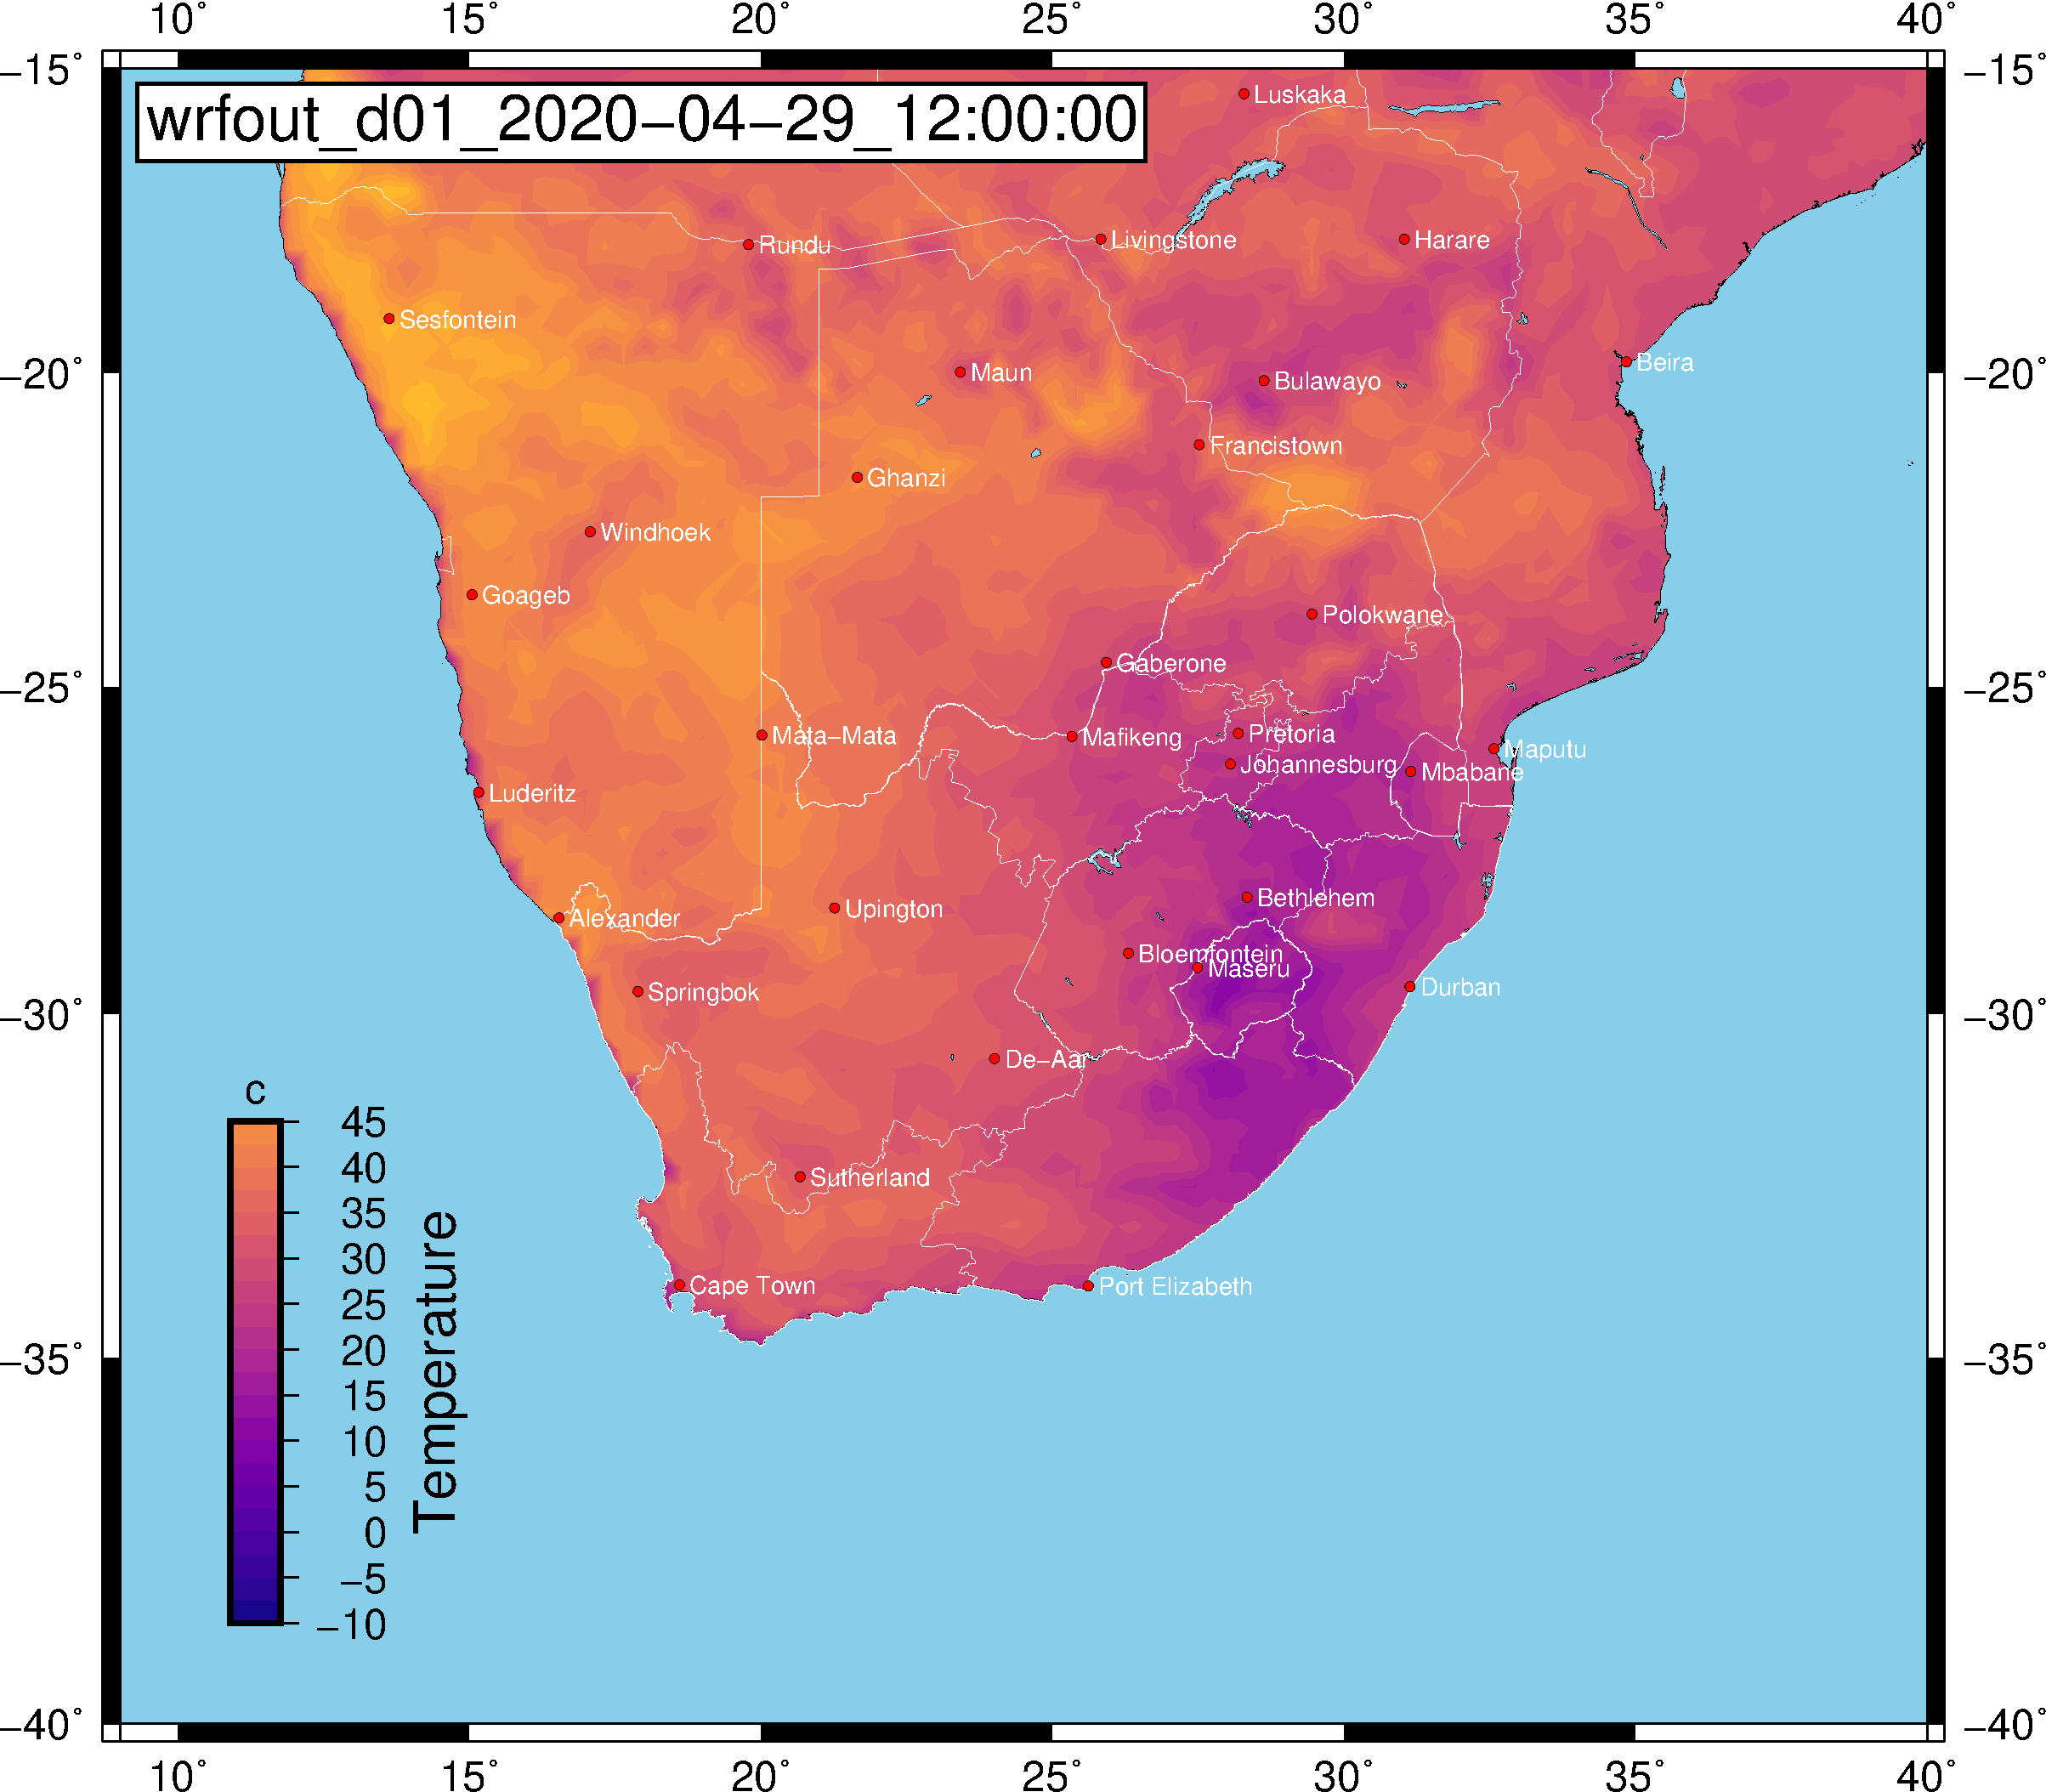 10° 15° 20° 25° 30° 35° 40°
−15° −15°
wrfout_d01_2020−04−29_12:00:00
Luskaka
Rundu
Livingstone
Harare
Sesfontein
Beira
−20° −20°
Maun
Bulawayo
Francistown
Ghanzi
Windhoek
Goageb
Polokwane
Gaberone
−25° −25°
Mata−Mata
Mafikeng
Pretoria
Maputu
Johannesburg
Mbabane
Luderitz
Bethlehem
Upington
Alexander
Bloemfontein
Maseru
Durban
Springbok
−30° −30°
De−Aar
c
45
40
35
30
25
20
15
10
5
0
−5
−10
Temperature
Sutherland
Cape Town
Port Elizabeth
−35° −35°
−40° −40°
10° 15° 20° 25° 30° 35° 40°